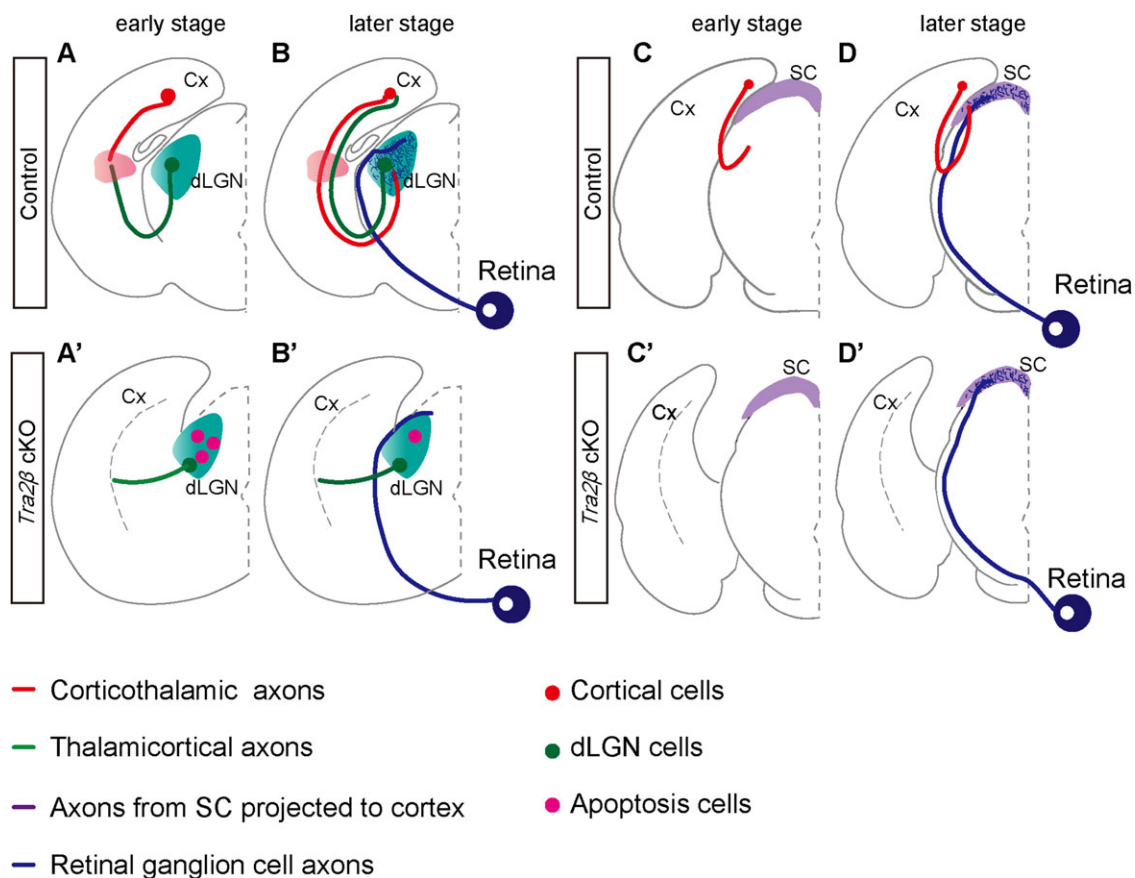 early stage
later stage
early stage
later stage
A
B
C
D
Control
Cx
dLGN
Cx
dLGN
Retina
Control
Cx
SC
Cx
SC
Retina
A’
B’
C’
D’
Tra2β cKO
Cx
dLGN
Cx
dLGN
Retina
Tra2β cKO
Cx
SC
Cx
SC
Retina
Corticothalamic axons
Thalamicortical axons
Axons from SC projected to cortex
Retinal ganglion cell axons
Cortical cells
dLGN cells
Apoptosis cells